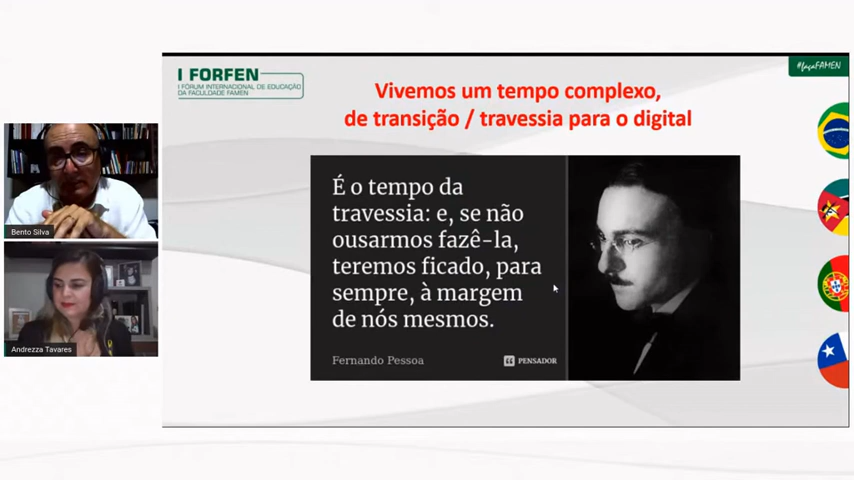 I FORFEN
I FÓRUM INTERNACIONAL DE EDUCAÇÃO
DA FACULDADE FAMEN
#façaFAMEN
Vivemos um tempo complexo,
de transição / travessia para o digital
É o tempo da
travessia: e, se não
ousarmos fazê-la,
teremos ficado, para
sempre, à margem
de nós mesmos.
Fernando Pessoa
PENSADOR
Bento Silva
Andrezza Tavares